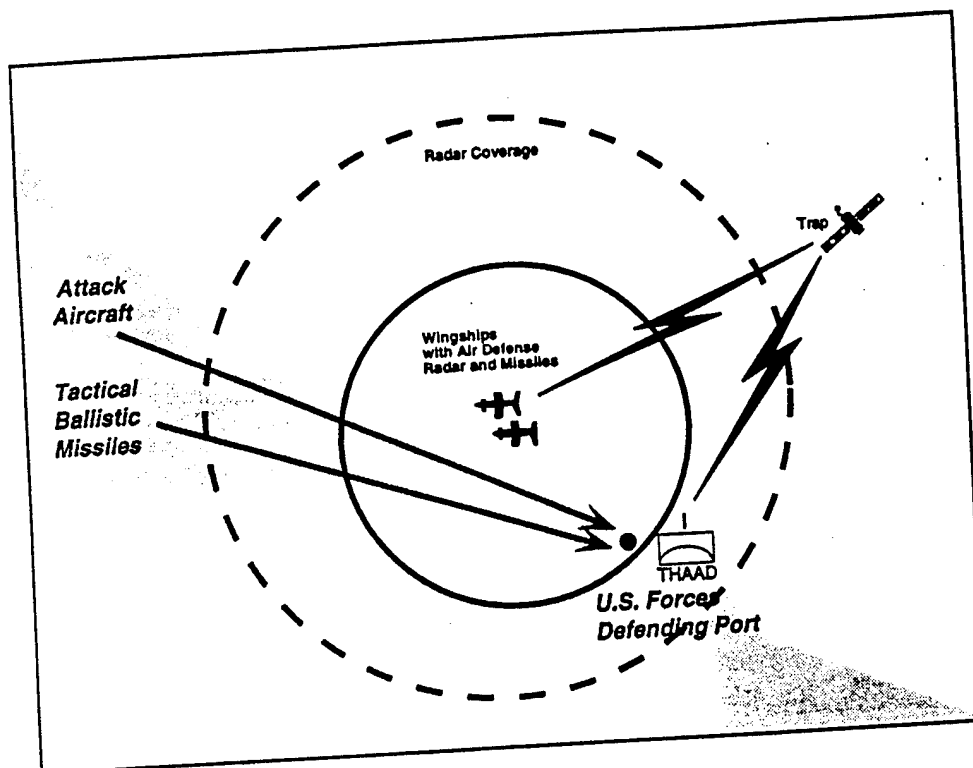 Radar Coverage
Trap
Attack
Aircraft
Wingships
with Air Defense
Radar and Missiles
Tactical
Ballistic
Missiles
THAAD
U.S. Forces
Defending Port